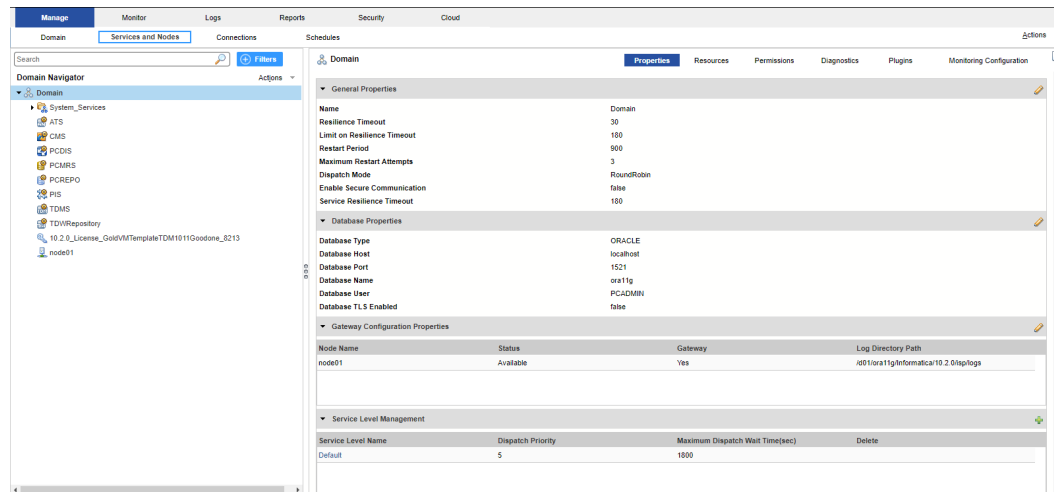 Manage Monitor Logs Reports Security Cloud
Domain Services and Nodes Connections Schedules Actions
Search Filters
Domain Navigator Actions
Domain
System_Services
ATS
CMS
PCDIS
PCMRS
PCREPO
PIS
TDMS
TDWRepository
10.2.0_License_GoldVMTemplateTDM1011Goodone_8213
node01
Domain Properties Resources Permissions Diagnostics Plugins Monitoring Configuration
General Properties
Name Domain
Resilience Timeout 30
Limit on Resilience Timeout 180
Restart Period 900
Maximum Restart Attempts 3
Dispatch Mode RoundRobin
Enable Secure Communication false
Service Resilience Timeout 180
Database Properties
Database Type ORACLE
Database Host localhost
Database Port 1521
Database Name ora11g
Database User PCADMIN
Database TLS Enabled false
Gateway Configuration Properties
Node Name Status Gateway Log Directory Path
node01 Available Yes /d01/ora11g/Informatica/10.2.0/isp/logs
Service Level Management
Service Level Name Dispatch Priority Maximum Dispatch Wait Time(sec) Delete
Default 5 1800